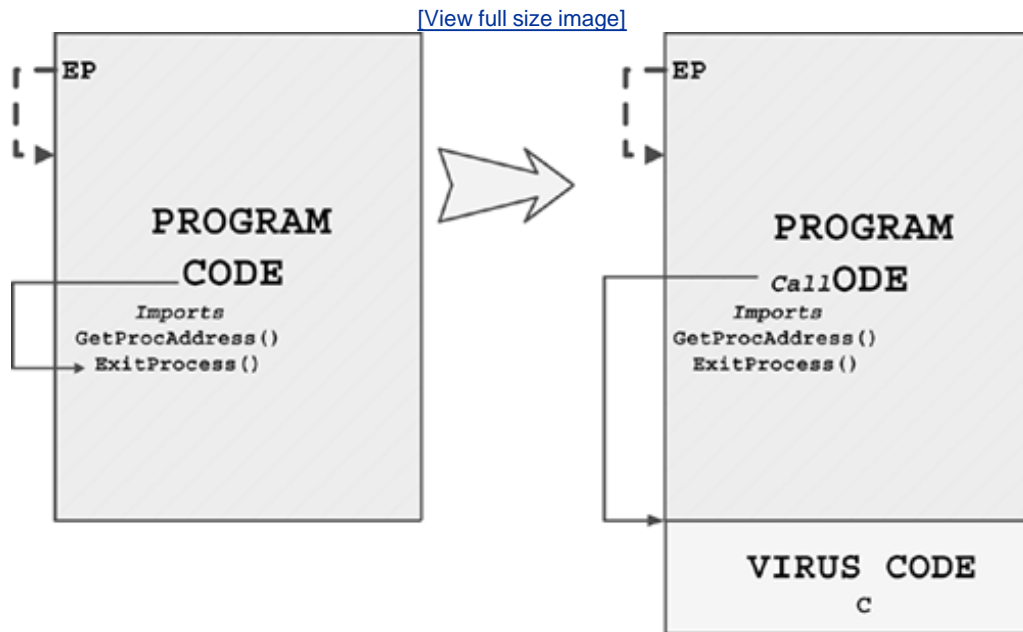 [View full size image]
EP
PROGRAM
CODE
Imports
GetProcAddress()
ExitProcess()
EP
PROGRAM
CallODE
Imports
GetProcAddress()
ExitProcess()
VIRUS CODE
C